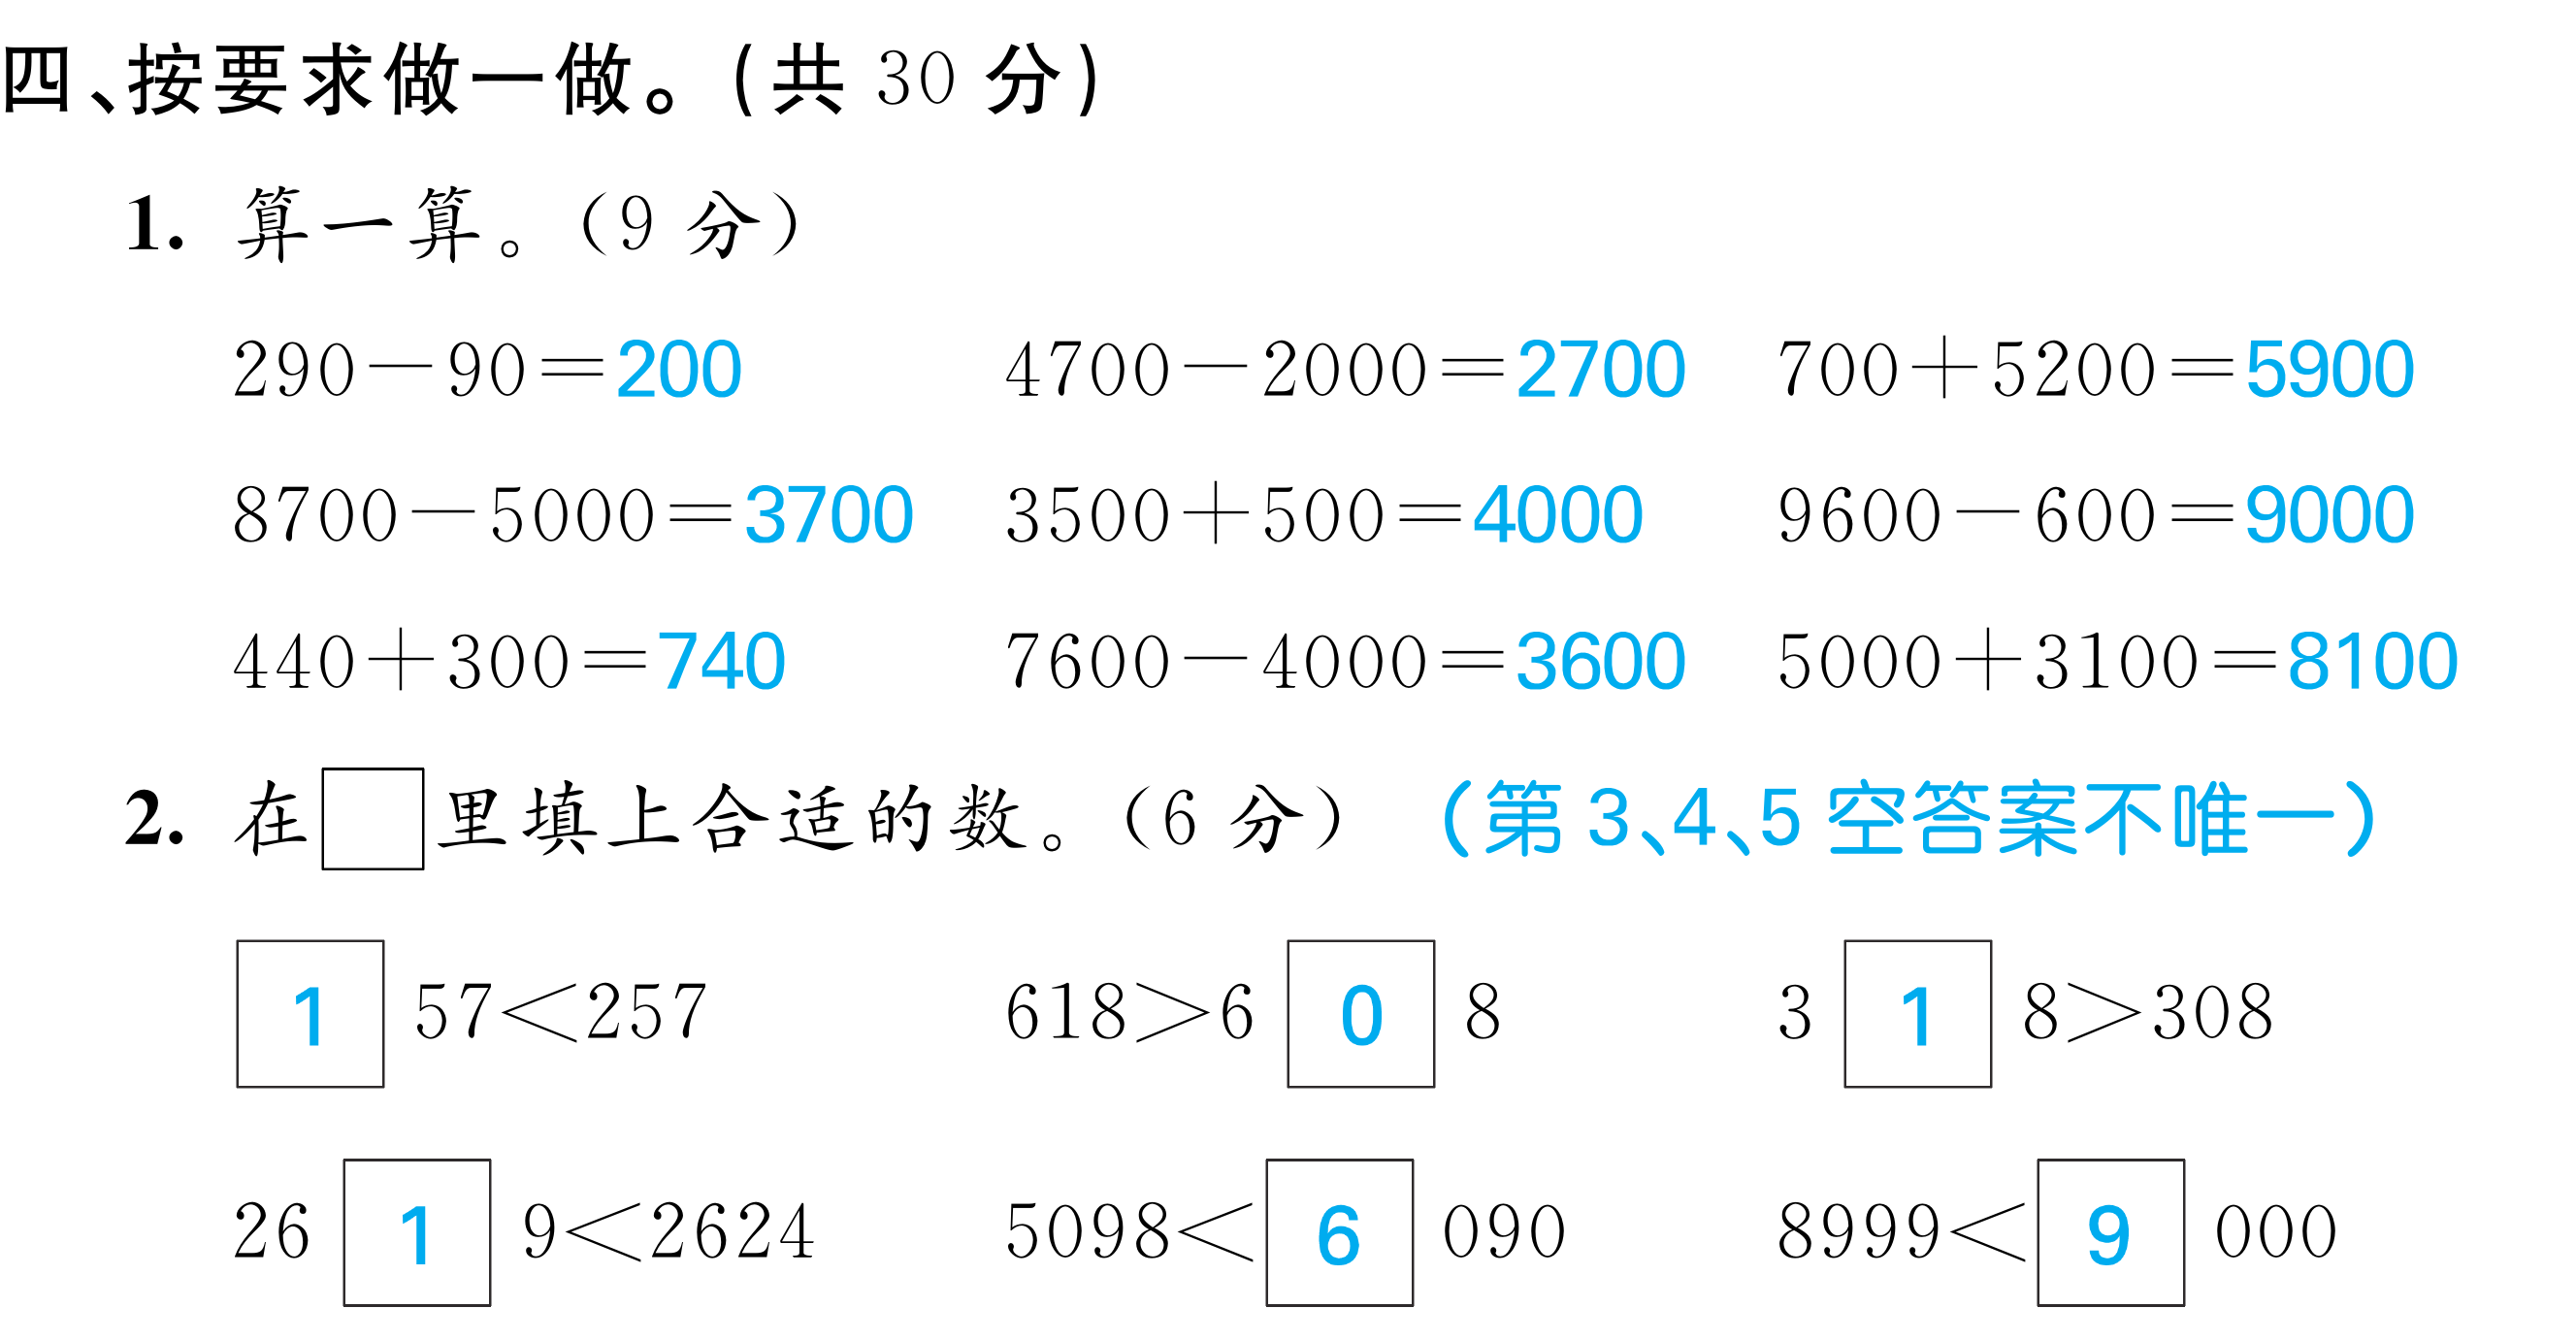 四、按要求做一做。(共 30 分)
1. 算一算。(9 分)
290－90＝200 4700－2000＝2700 700＋5200＝5900
8700－5000＝3700 3500＋500＝4000 9600－600＝9000
440＋300＝740 7600－4000＝3600 5000＋3100＝8100
2. 在□里填上合适的数。(6 分) (第 3、4、5 空答案不唯一)
1 57＜257 618＞6 0 8 3 1 8＞308
26 1 9＜2624 5098＜6 090 8999＜9 000